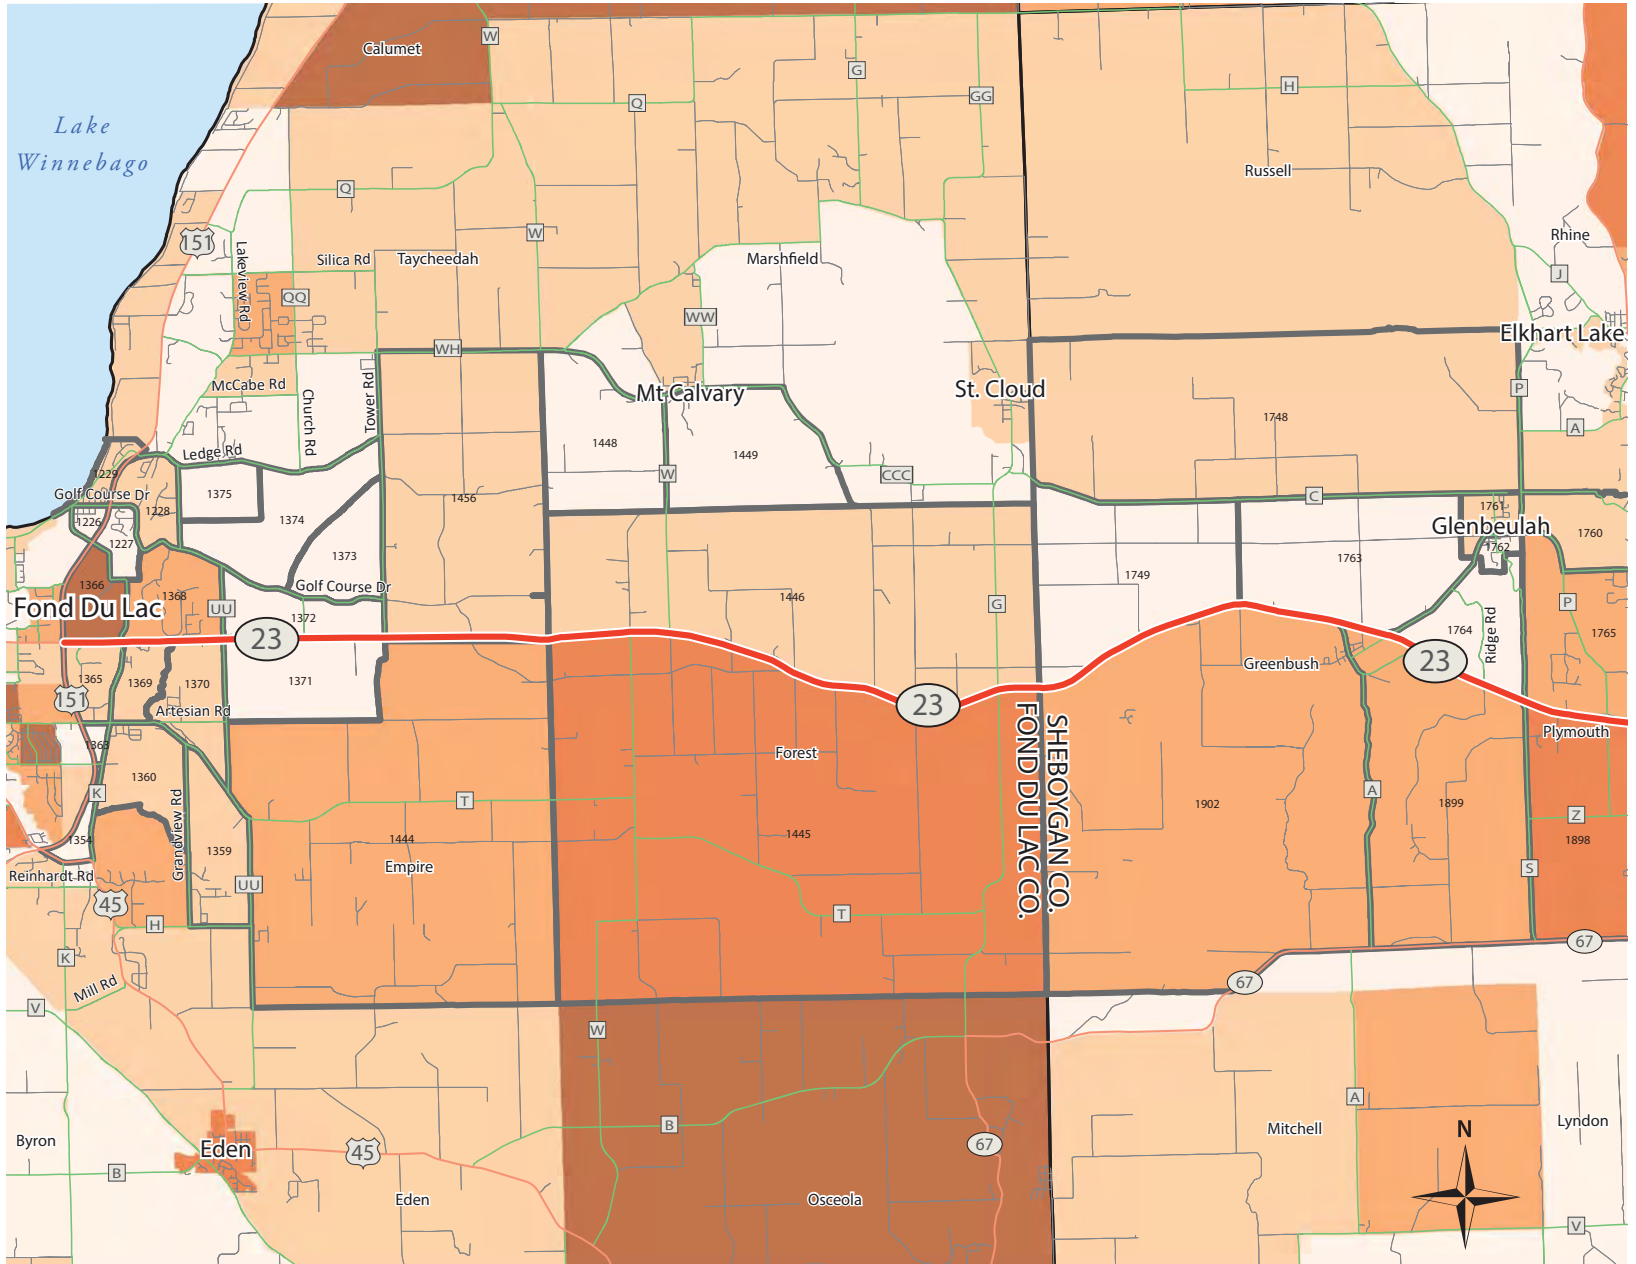 Calumet
W
G
GG
H
Q
Lake
Winnebago
Russell
Q
151
W
Lakeview Rd
Silica Rd
Taycheedah
Marshfield
Rhine
J
QQ
WW
Elkhart Lake
WH
McCabe Rd
Church Rd
Tower Rd
Mt Calvary
St. Cloud
P
1748
A
1448
1449
Ledge Rd
W
CCC
1229
Golf Course Dr
1375
1456
C
1228
1226
1374
1761
Glenbeulah
1760
1227
1373
1762
1763
1749
1366
Golf Course Dr
1368
1446
G
P
Fond Du Lac
UU
1372
23
1764
Ridge Rd
1765
Greenbush
23
1365
1369
1370
1371
151
Artesian Rd
23
FOND DU LAC CO.
SHEBOYGAN CO.
Plymouth
1363
Forest
1360
K
T
A
1902
1899
Z
1354
Grandview Rd
1359
1444
1445
1898
Empire
Reinhardt Rd
UU
S
45
H
T
K
67
Mill Rd
67
V
W
A
B
Byron
Eden
45
67
Mitchell
Lyndon
N
B
Eden
Osceola
V